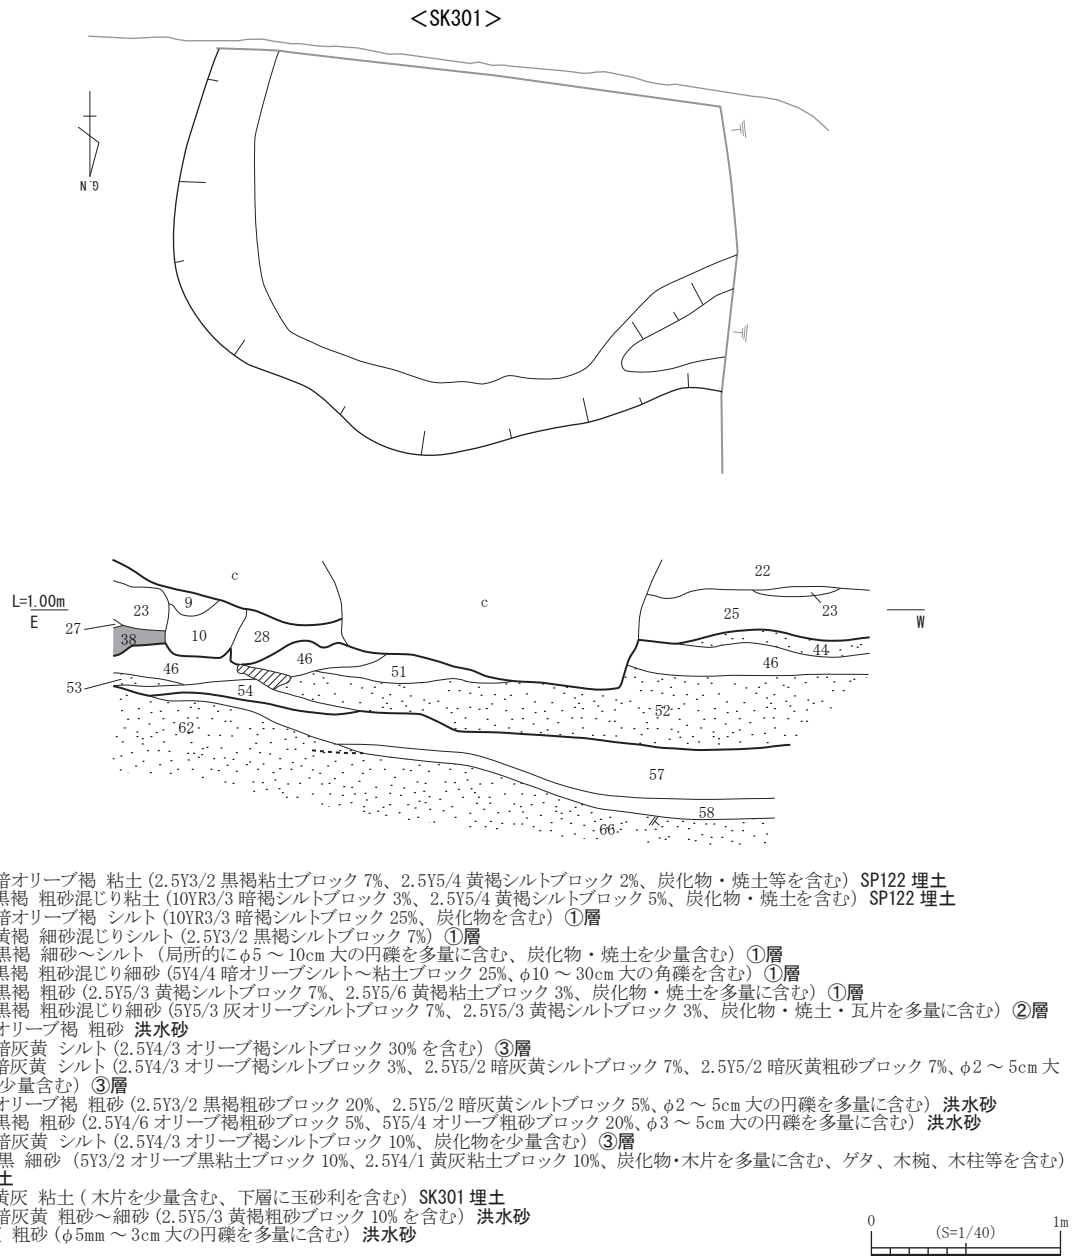 ＜SK301＞
G.N
L=1.00m
E
W
c
c
22
23
9
23
25
27
38
10
28
44
46
46
46
51
53
54
52
62
57
58
66
暗オリーブ褐 粘土 (2.5Y3/2 黒褐粘土ブロック 7%、2.5Y5/4 黄褐シルトブロック 2%、炭化物・焼土等を含む) SP122 埋土
黒褐 粗砂混じり粘土 (10YR3/3 暗褐シルトブロック 3%、2.5Y5/4 黄褐シルトブロック 5%、炭化物・焼土を含む) SP122 埋土
暗オリーブ褐 シルト (10YR3/3 暗褐シルトブロック 25%、炭化物を含む) ①層
黄褐 細砂混じりシルト (2.5Y3/2 黒褐シルトブロック 7%) ①層
黒褐 細砂～シルト (局所的にφ5～10cm 大の円礫を多量に含む、炭化物・焼土を少量含む) ①層
黒褐 粗砂混じり細砂 (5Y4/4 暗オリーブシルト～粘土ブロック 25%、φ10～30cm 大の角礫を含む) ①層
黒褐 粗砂 (2.5Y5/3 黄褐シルトブロック 7%、2.5Y5/6 黄褐粘土ブロック 3%、炭化物・焼土を多量に含む) ①層
黒褐 粗砂混じり細砂 (5Y5/3 灰オリーブシルトブロック 7%、2.5Y5/3 黄褐シルトブロック 3%、炭化物・焼土・瓦片を多量に含む) ②層
オリーブ褐 粗砂 洪水砂
暗灰黄 シルト (2.5Y4/3 オリーブ褐シルトブロック 30% を含む) ③層
暗灰黄 シルト (2.5Y4/3 オリーブ褐シルトブロック 3%、2.5Y5/2 暗灰黄シルトブロック 7%、2.5Y5/2 暗灰黄粗砂ブロック 7%、φ2～5cm 大
少量含む) ③層
オリーブ褐 粗砂 (2.5Y3/2 黒褐粗砂ブロック 20%、2.5Y5/2 暗灰黄シルトブロック 5%、φ2～5cm 大の円礫を多量に含む) 洪水砂
黒褐 粗砂 (2.5Y4/6 オリーブ褐粗砂ブロック 5%、5Y5/4 オリーブ粗砂ブロック 20%、φ3～5cm 大の円礫を多量に含む) 洪水砂
暗灰黄 シルト (2.5Y4/3 オリーブ褐シルトブロック 10%、炭化物を少量含む) ③層
黒 細砂 (5Y3/2 オリーブ黒粘土ブロック 10%、2.5Y4/1 黄灰粘土ブロック 10%、炭化物・木片を多量に含む、ゲタ、木椀、木柱等を含む)
土
黄灰 粘土 (木片を少量含む、下層に玉砂利を含む) SK301 埋土
暗灰黄 粗砂～細砂 (2.5Y5/3 黄褐粗砂ブロック 10% を含む) 洪水砂
粗砂 (φ5mm～3cm 大の円礫を多量に含む) 洪水砂
0 (S=1/40) 1m